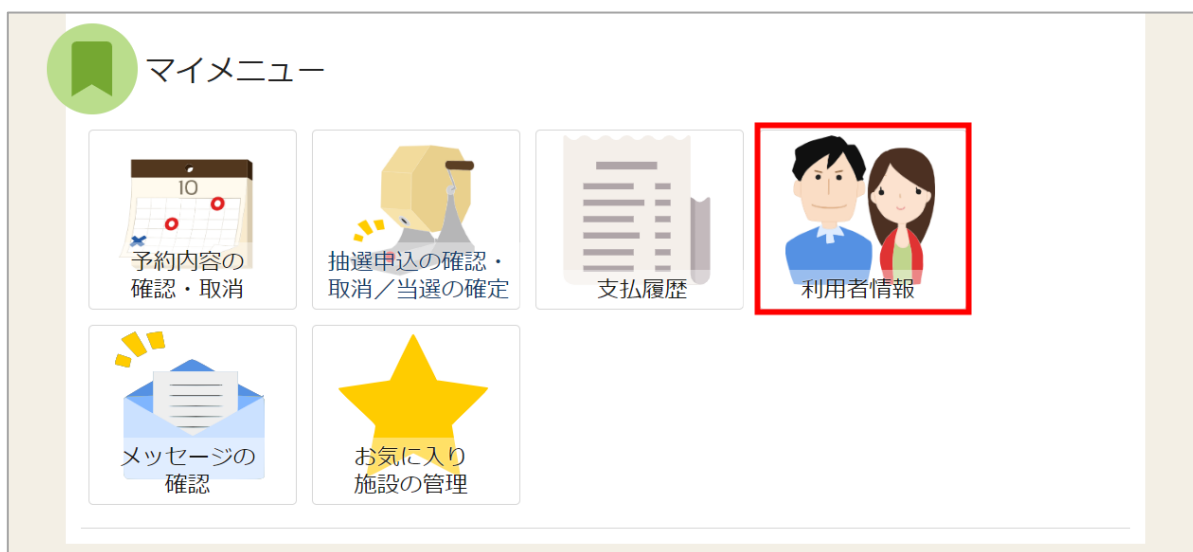 マイメニュー
10
予約内容の
確認・取消
抽選申込の確認・
取消／当選の確定
支払履歴
利用者情報
メッセージの
確認
お気に入り
施設の管理